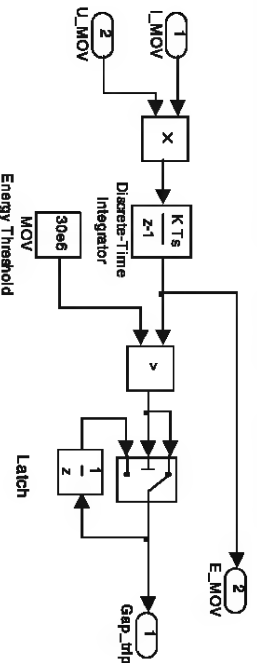 1
I_MOV
2
U_MOV
×
K Ts
z-1
Discrete-Time
Integrator
30e6
MOV
Energy Threshold
>
1
z
Latch
2
E_MOV
1
Gap_trip